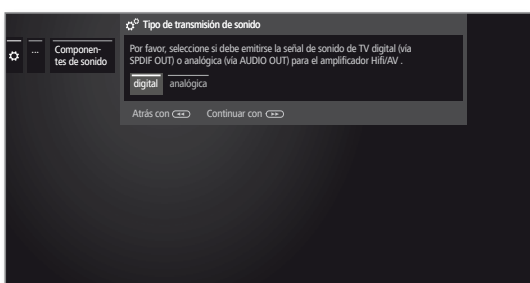 Tipo de transmisión de sonido
...
Componen-
tes de sonido
Por favor, seleccione si debe emitirse la señal de sonido de TV digital (vía
SPDIF OUT) o analógica (vía AUDIO OUT) para el amplificador Hifi/AV .
digital analógica
Atrás con Continuar con